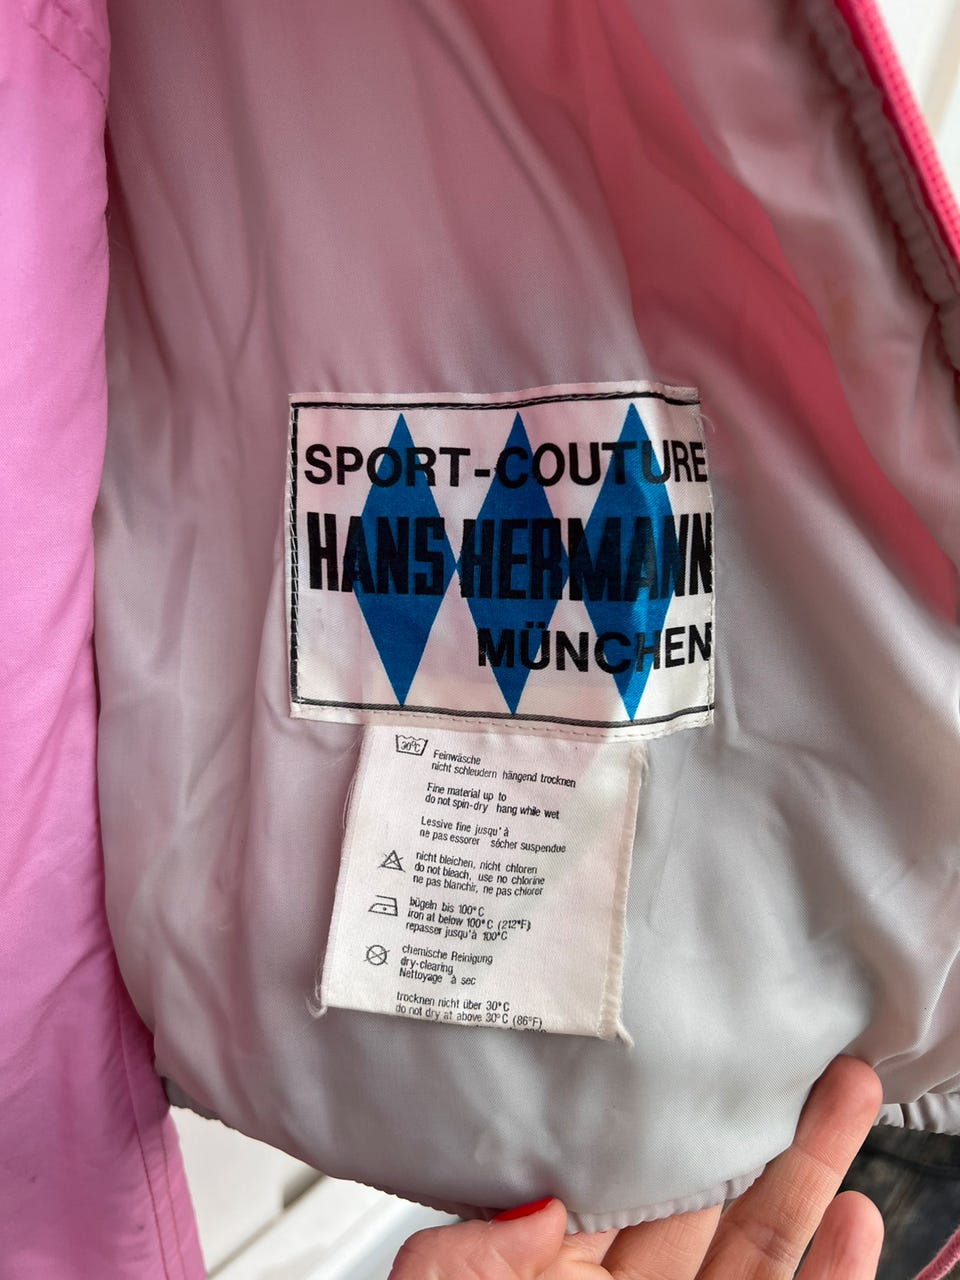 SPORT-COUTURE
HANS HERMANN
MÜNCHEN
30°C
Feinwäsche
nicht schleudern hängend trocknen
Fine material up to
do not spin-dry hang while wet
Lessive fine jusqu'à
ne pas essorer sécher suspendue
nicht bleichen, nicht chloren
do not bleach, use no chlorine
ne pas blanchir, ne pas chlorer
bügeln bis 100°C
iron at below 100°C (212°F)
repasser jusqu'à 100°C
chemische Reinigung
dry-clearing
Nettoyage à sec
trocknen nicht über 30°C
do not dry at above 30°C (86°F)